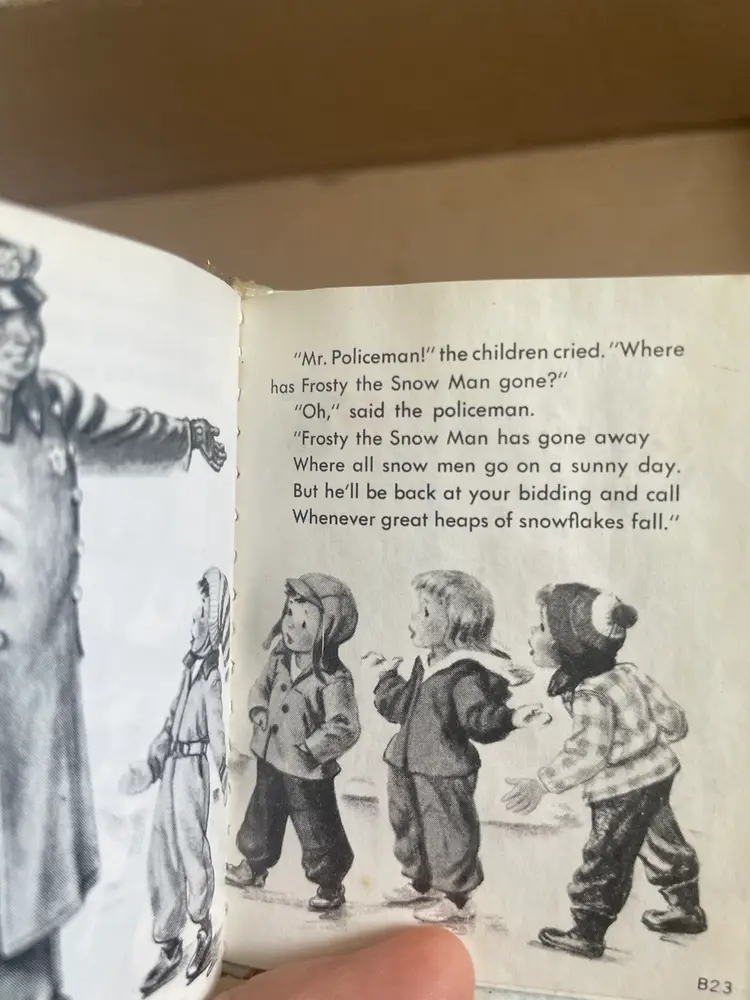 "Mr. Policeman!" the children cried. "Where
has Frosty the Snow Man gone?"
"Oh," said the policeman.
"Frosty the Snow Man has gone away
Where all snow men go on a sunny day.
But he'll be back at your bidding and call
Whenever great heaps of snowflakes fall."
B23